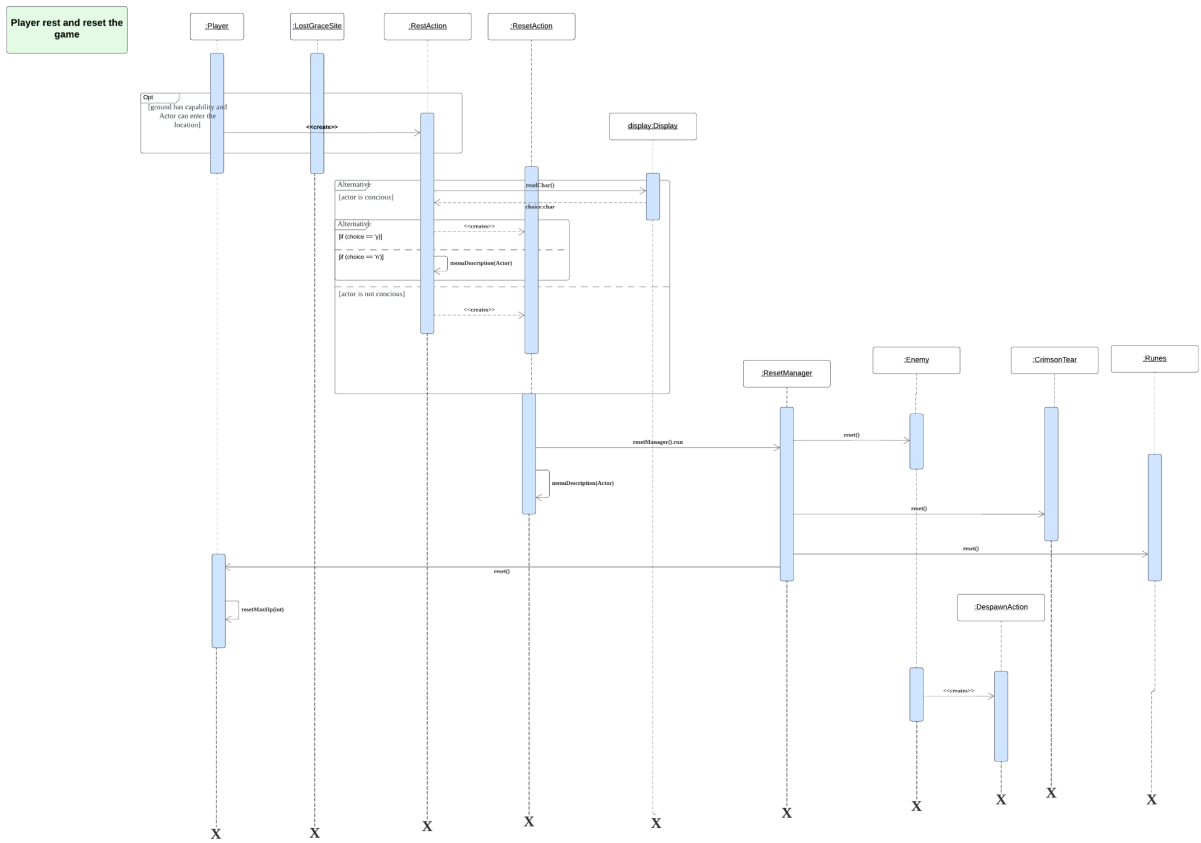 Player rest and reset the
game
:Player
:LostGraceSite
:RestAction
:ResetAction
Opt
[ground has capability and
Actor can enter the
location]
<<create>>
display:Display
Alternative
readChar()
[actor is concious]
choice:char
Alternative
<<creates>>
[if (choice == 'y)]
[if (choice == 'n')]
menuDescription(Actor)
[actor is not concious]
<<creates>>
:ResetManager
:Enemy
:CrimsonTear
:Runes
resetManager().run
reset()
menuDescription(Actor)
reset()
reset()
reset()
resetMaxHp(int)
:DespawnAction
<<creates>>
X
X
X
X
X
X
X
X
X
X